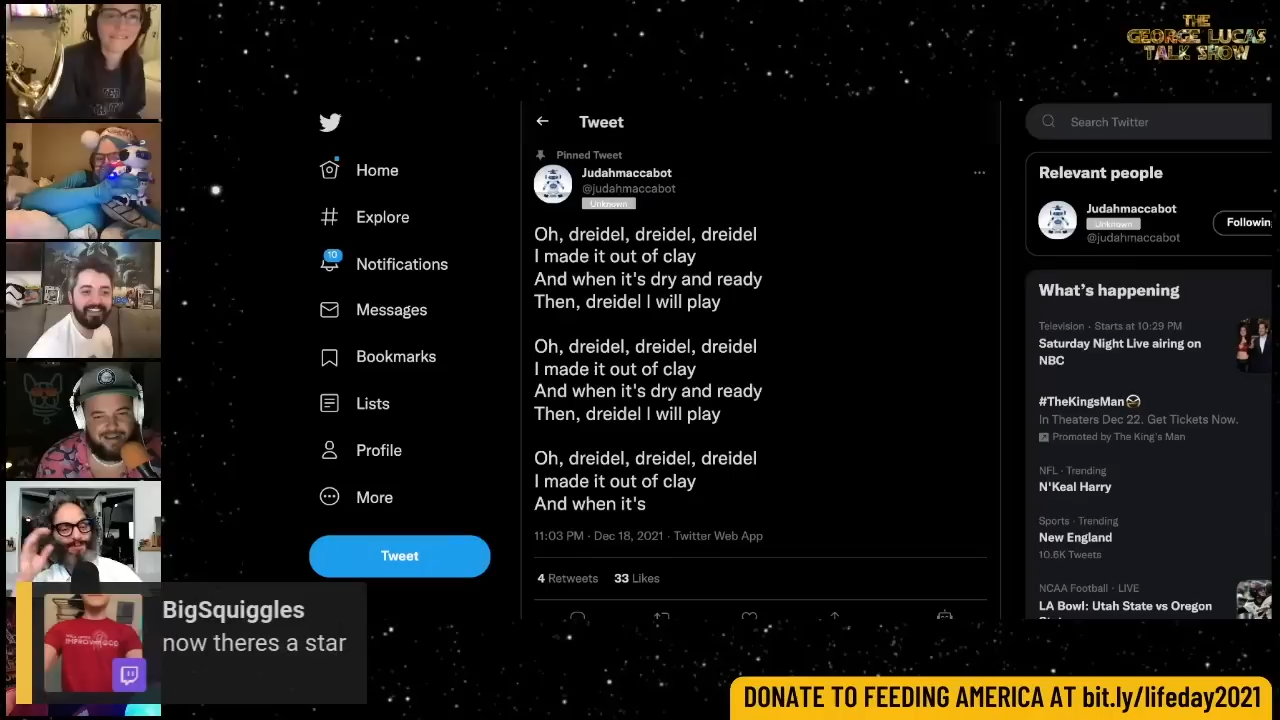 THE
GEORGE LUCAS
TALK SHOW
Home
Explore
10
Notifications
Messages
Bookmarks
Lists
Profile
More
Tweet
Tweet
Pinned Tweet
Judahmaccabot
@judahmaccabot
Unknown
Oh, dreidel, dreidel, dreidel
I made it out of clay
And when it's dry and ready
Then, dreidel I will play
Oh, dreidel, dreidel, dreidel
I made it out of clay
And when it's dry and ready
Then, dreidel I will play
Oh, dreidel, dreidel, dreidel
I made it out of clay
And when it's
11:03 PM · Dec 18, 2021 · Twitter Web App
4 Retweets 33 Likes
Search Twitter
Relevant people
Judahmaccabot
Unknown
@judahmaccabot
Followin
What's happening
Television · Starts at 10:29 PM
Saturday Night Live airing on
NBC
#TheKingsMan
In Theaters Dec 22. Get Tickets Now.
Promoted by The King's Man
NFL · Trending
N'Keal Harry
Sports · Trending
New England
10.6K Tweets
NCAA Football · LIVE
LA Bowl: Utah State vs Oregon
BigSquiggles
now theres a star
DONATE TO FEEDING AMERICA AT bit.ly/lifeday2021